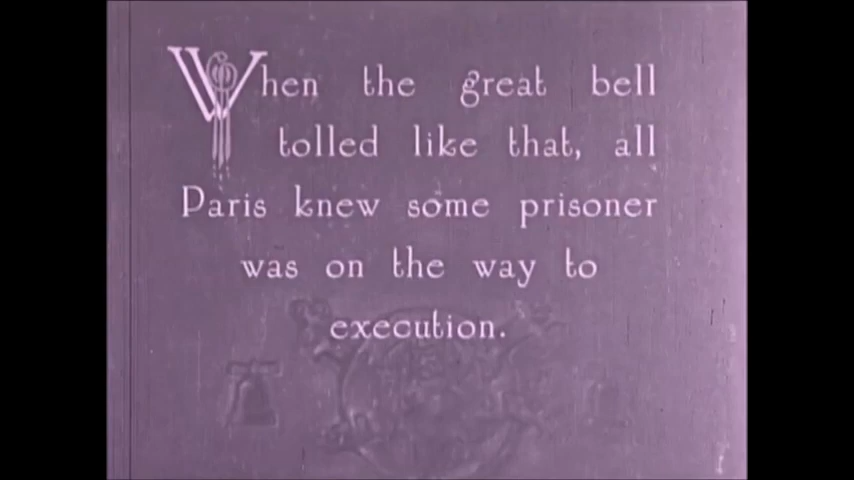 When the great bell
tolled like that, all
Paris knew some prisoner
was on the way to
execution.